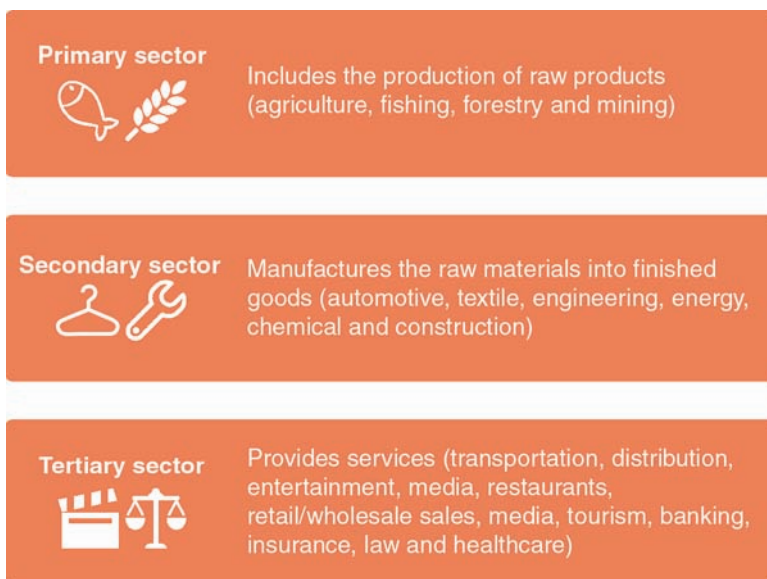 Primary sector
Includes the production of raw products
(agriculture, fishing, forestry and mining)
Secondary sector
Manufactures the raw materials into finished
goods (automotive, textile, engineering, energy,
chemical and construction)
Tertiary sector
Provides services (transportation, distribution,
entertainment, media, restaurants,
retail/wholesale sales, media, tourism, banking,
insurance, law and healthcare)